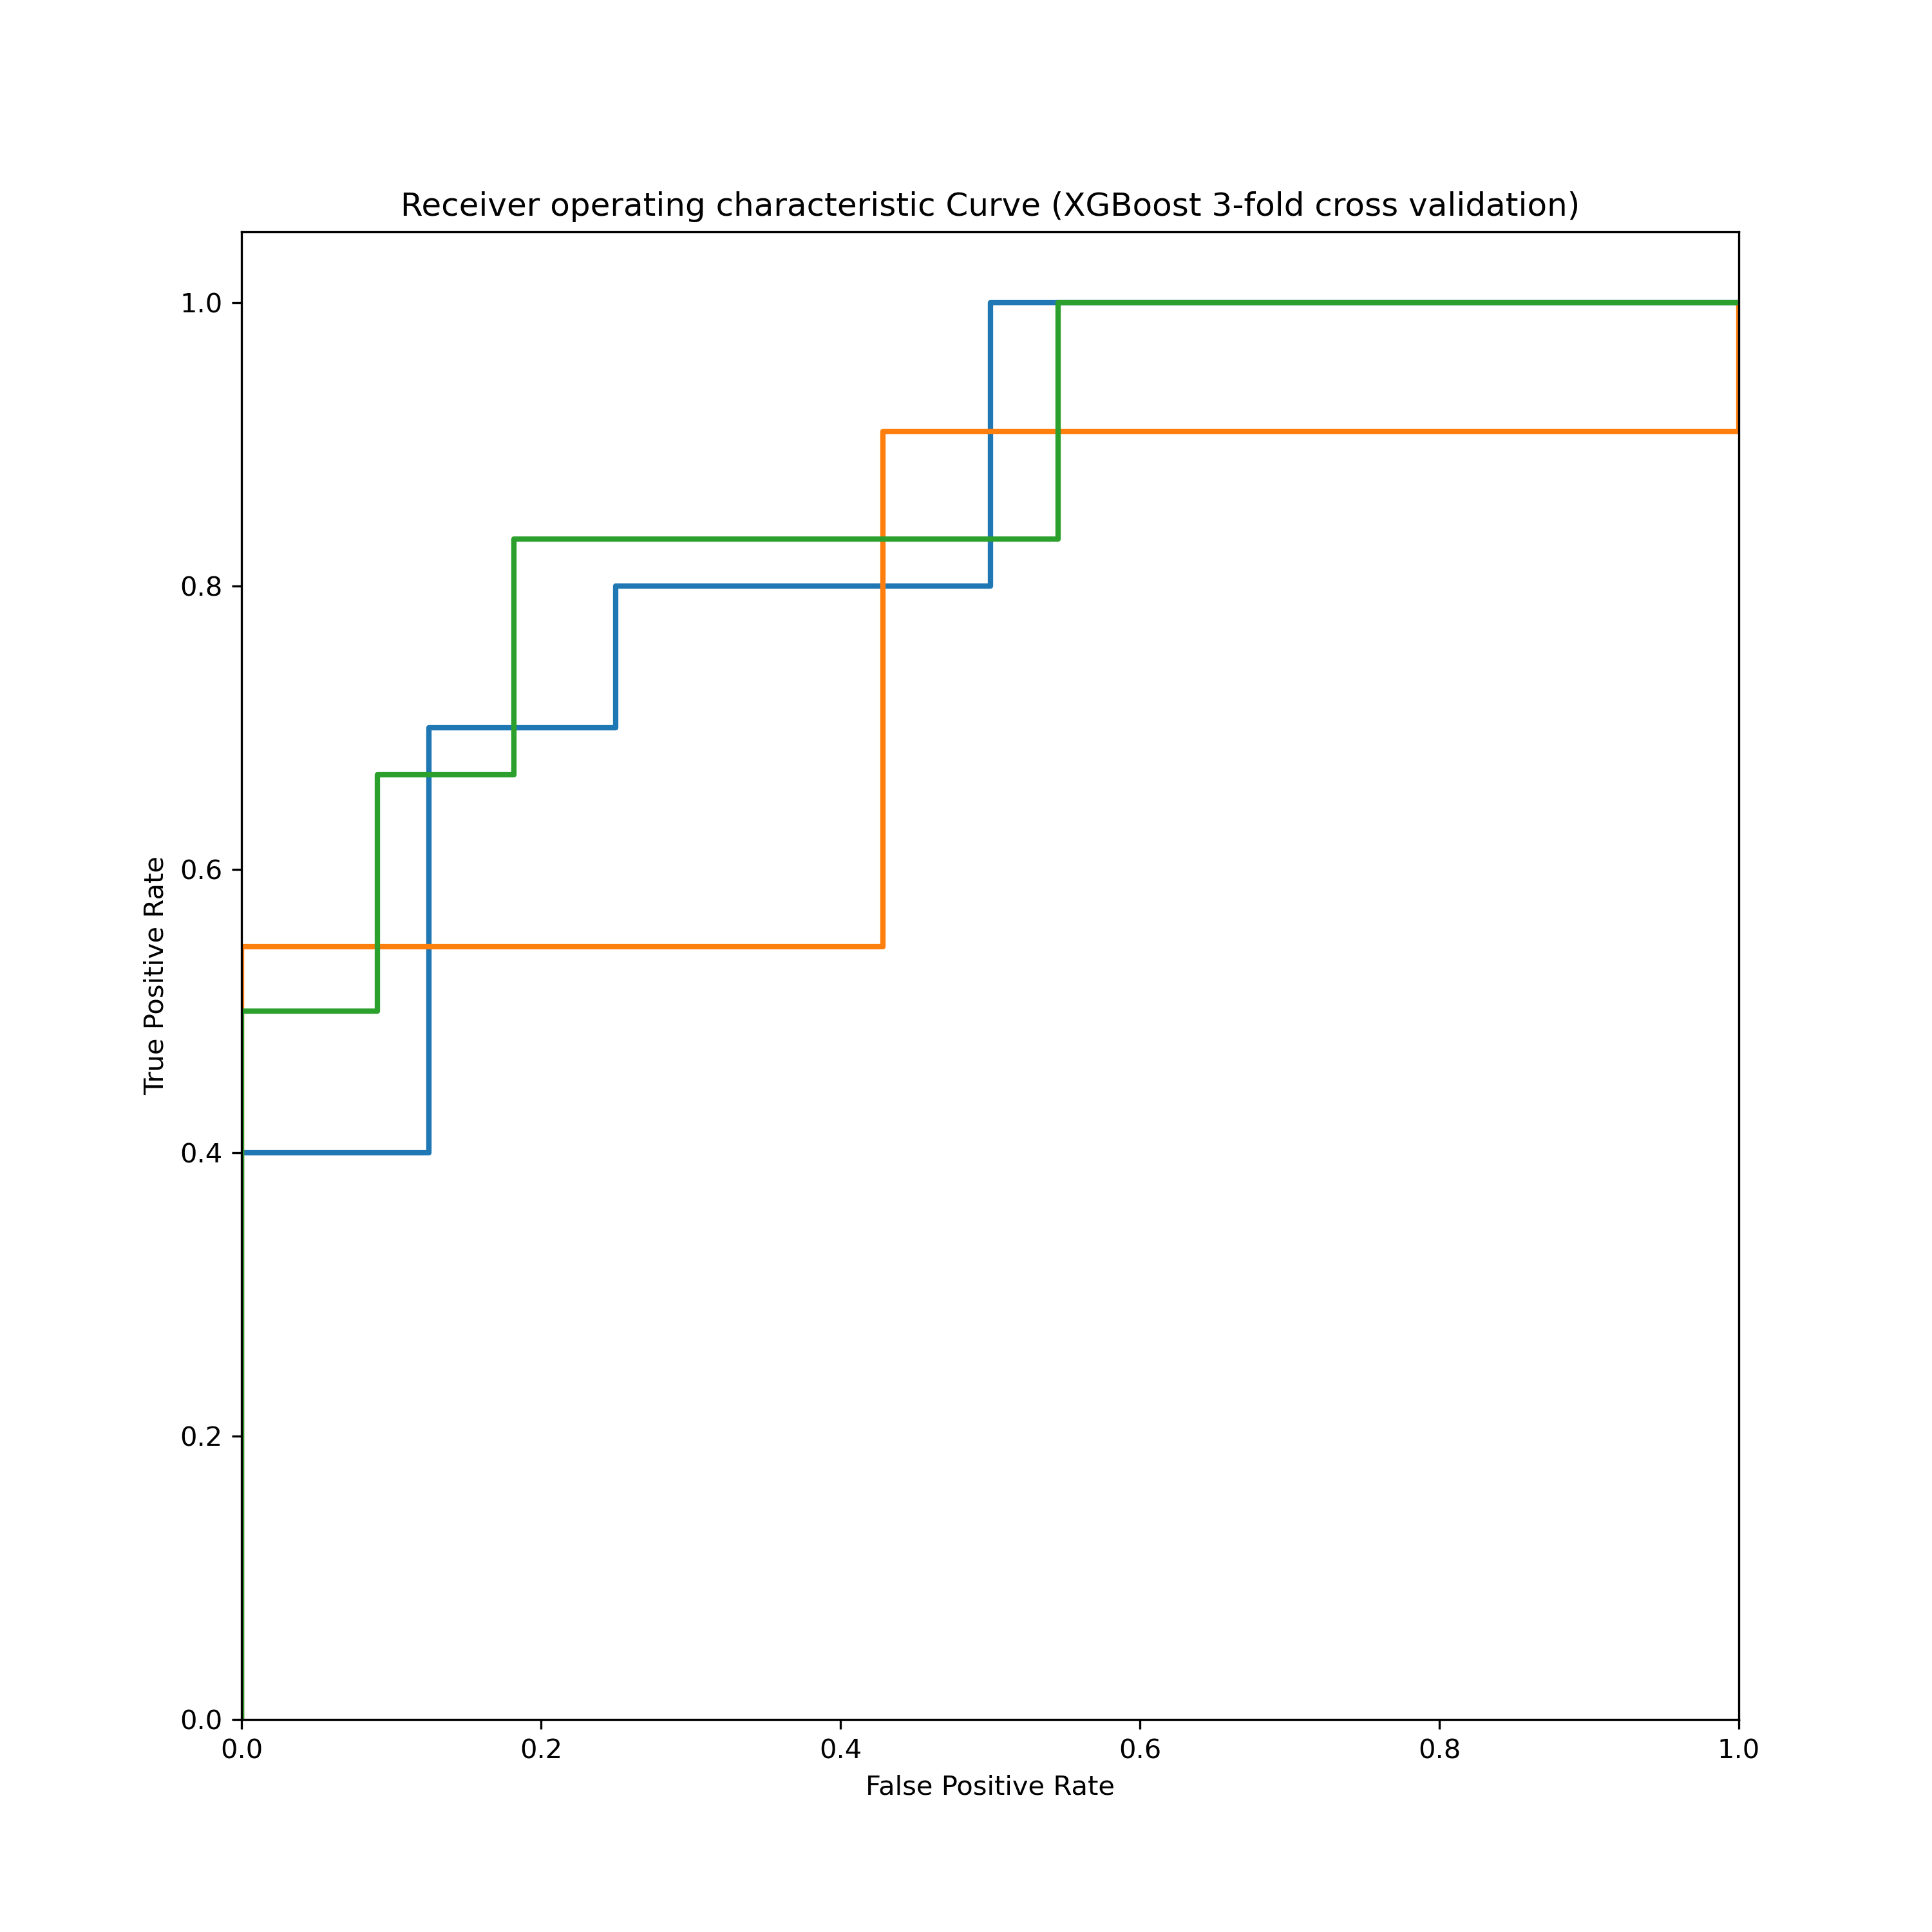 Receiver operating characteristic Curve (XGBoost 3-fold cross validation)
1.0
0.8
0.6
0.4
0.2
0.0
True Positive Rate
0.0 0.2 0.4 0.6 0.8 1.0
False Positive Rate